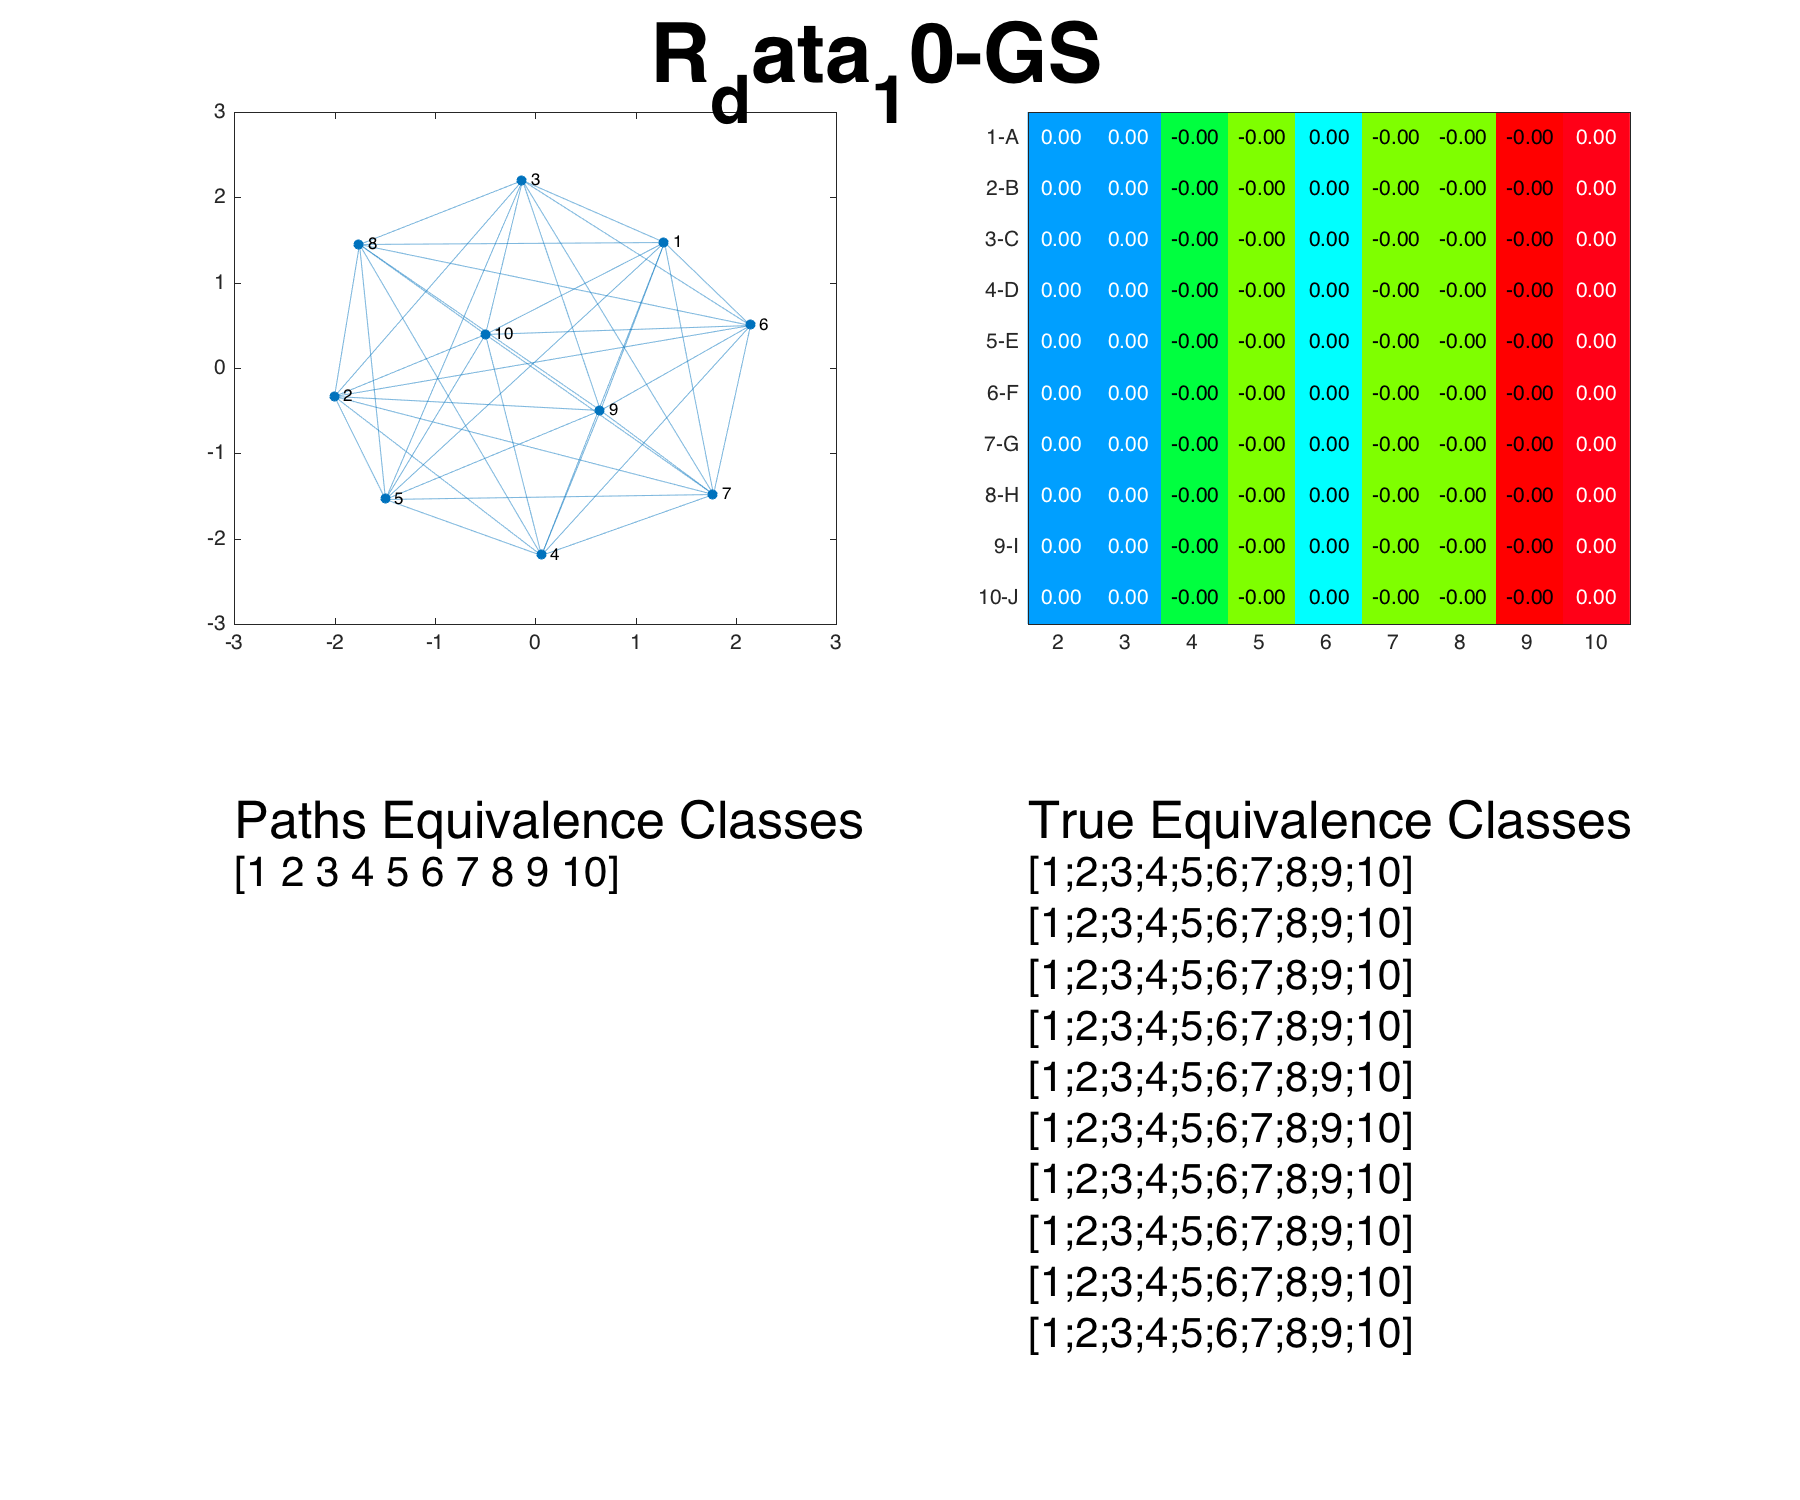 R_data_10-GS
3
2
1
0
-1
-2
-3
-3 -2 -1 0 1 2 3
3
8
1
6
10
2
9
5
7
4
1-A 0.00 0.00 -0.00 -0.00 0.00 -0.00 -0.00 -0.00 0.00
2-B 0.00 0.00 -0.00 -0.00 0.00 -0.00 -0.00 -0.00 0.00
3-C 0.00 0.00 -0.00 -0.00 0.00 -0.00 -0.00 -0.00 0.00
4-D 0.00 0.00 -0.00 -0.00 0.00 -0.00 -0.00 -0.00 0.00
5-E 0.00 0.00 -0.00 -0.00 0.00 -0.00 -0.00 -0.00 0.00
6-F 0.00 0.00 -0.00 -0.00 0.00 -0.00 -0.00 -0.00 0.00
7-G 0.00 0.00 -0.00 -0.00 0.00 -0.00 -0.00 -0.00 0.00
8-H 0.00 0.00 -0.00 -0.00 0.00 -0.00 -0.00 -0.00 0.00
9-I 0.00 0.00 -0.00 -0.00 0.00 -0.00 -0.00 -0.00 0.00
10-J 0.00 0.00 -0.00 -0.00 0.00 -0.00 -0.00 -0.00 0.00
2 3 4 5 6 7 8 9 10
Paths Equivalence Classes
[1 2 3 4 5 6 7 8 9 10]
True Equivalence Classes
[1;2;3;4;5;6;7;8;9;10]
[1;2;3;4;5;6;7;8;9;10]
[1;2;3;4;5;6;7;8;9;10]
[1;2;3;4;5;6;7;8;9;10]
[1;2;3;4;5;6;7;8;9;10]
[1;2;3;4;5;6;7;8;9;10]
[1;2;3;4;5;6;7;8;9;10]
[1;2;3;4;5;6;7;8;9;10]
[1;2;3;4;5;6;7;8;9;10]
[1;2;3;4;5;6;7;8;9;10]